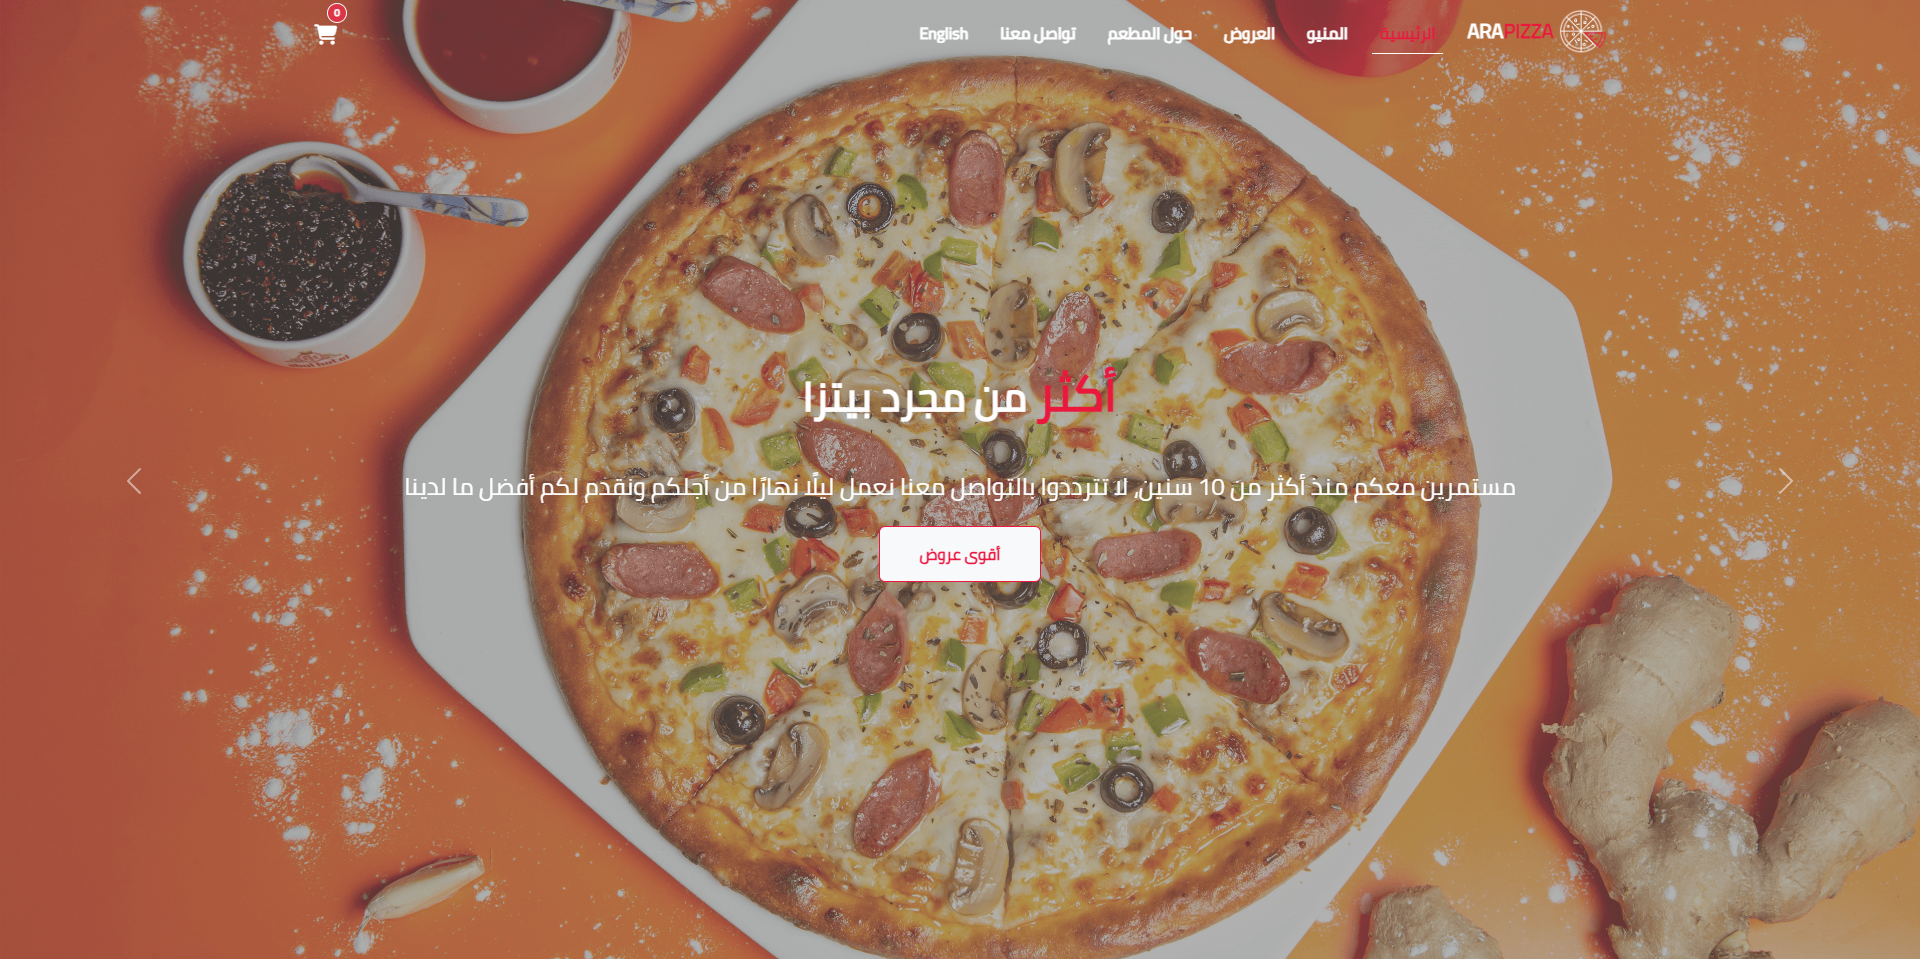 ARAPIZZA
الرئيسية
المنيو
العروض
حول المطعم
تواصل معنا
English
0
أكثر من مجرد بيتزا
مستمرين معكم منذ أكثر من 10 سنين، لا تترددوا بالتواصل معنا نعمل ليلًا نهارًا من أجلكم ونقدم لكم أفضل ما لدينا
أقوى عروض